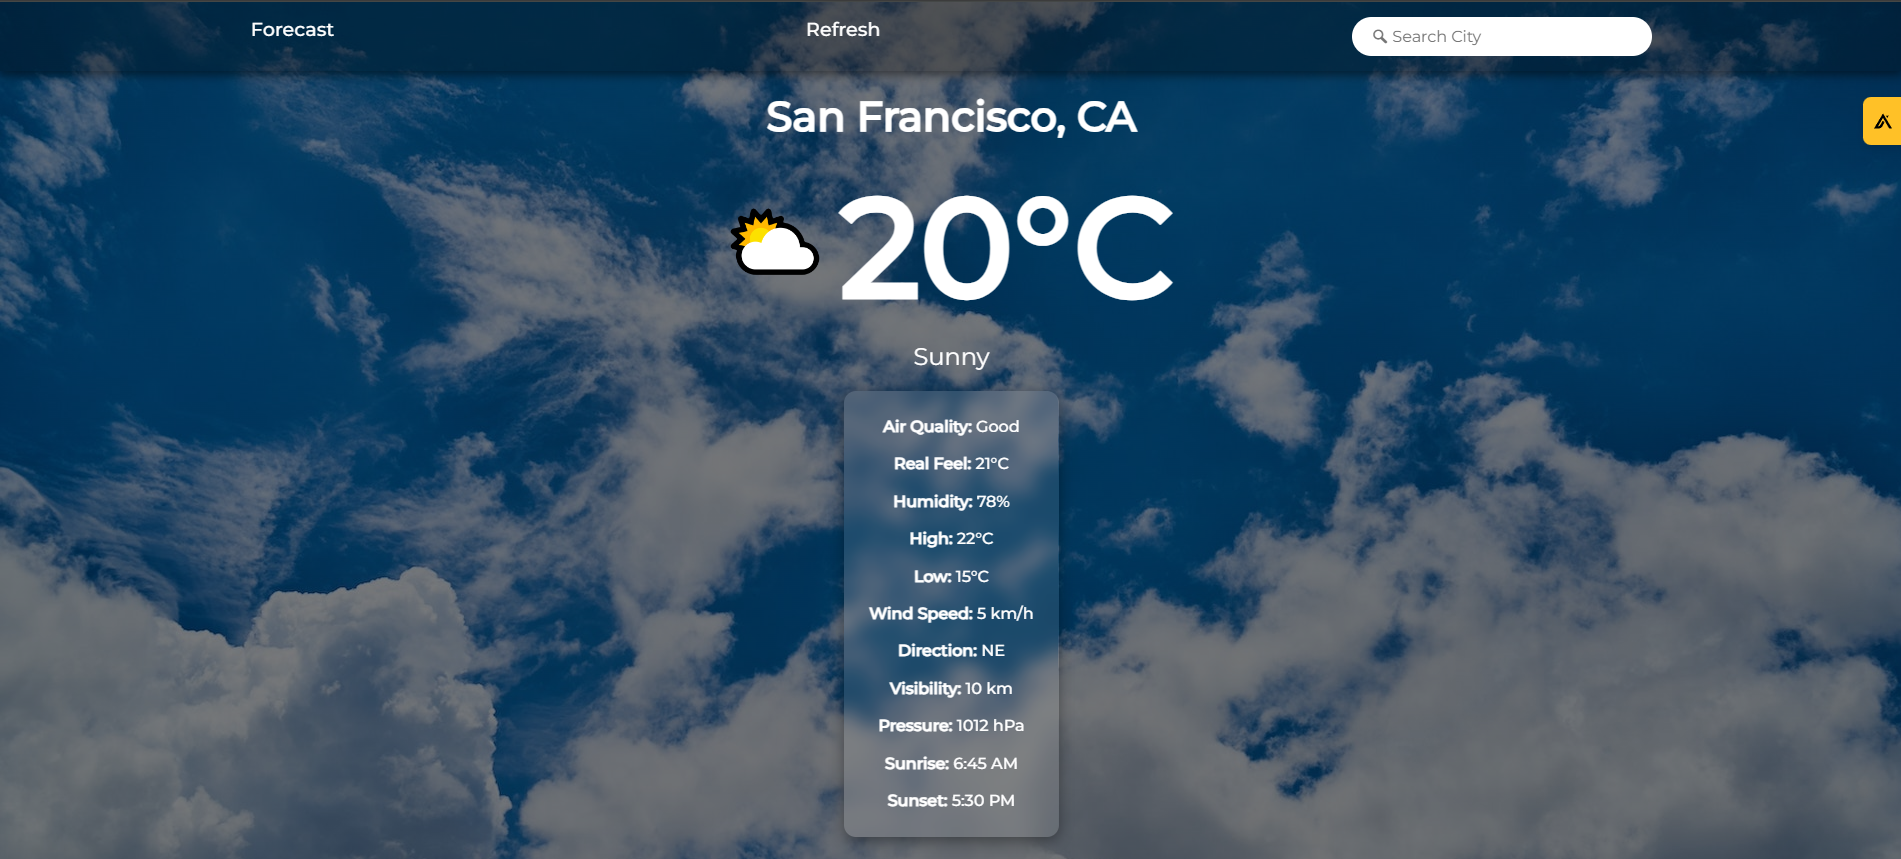 Forecast
Refresh
🔍 Search City
San Francisco, CA
20°C
Sunny
Air Quality: Good
Real Feel: 21°C
Humidity: 78%
High: 22°C
Low: 15°C
Wind Speed: 5 km/h
Direction: NE
Visibility: 10 km
Pressure: 1012 hPa
Sunrise: 6:45 AM
Sunset: 5:30 PM